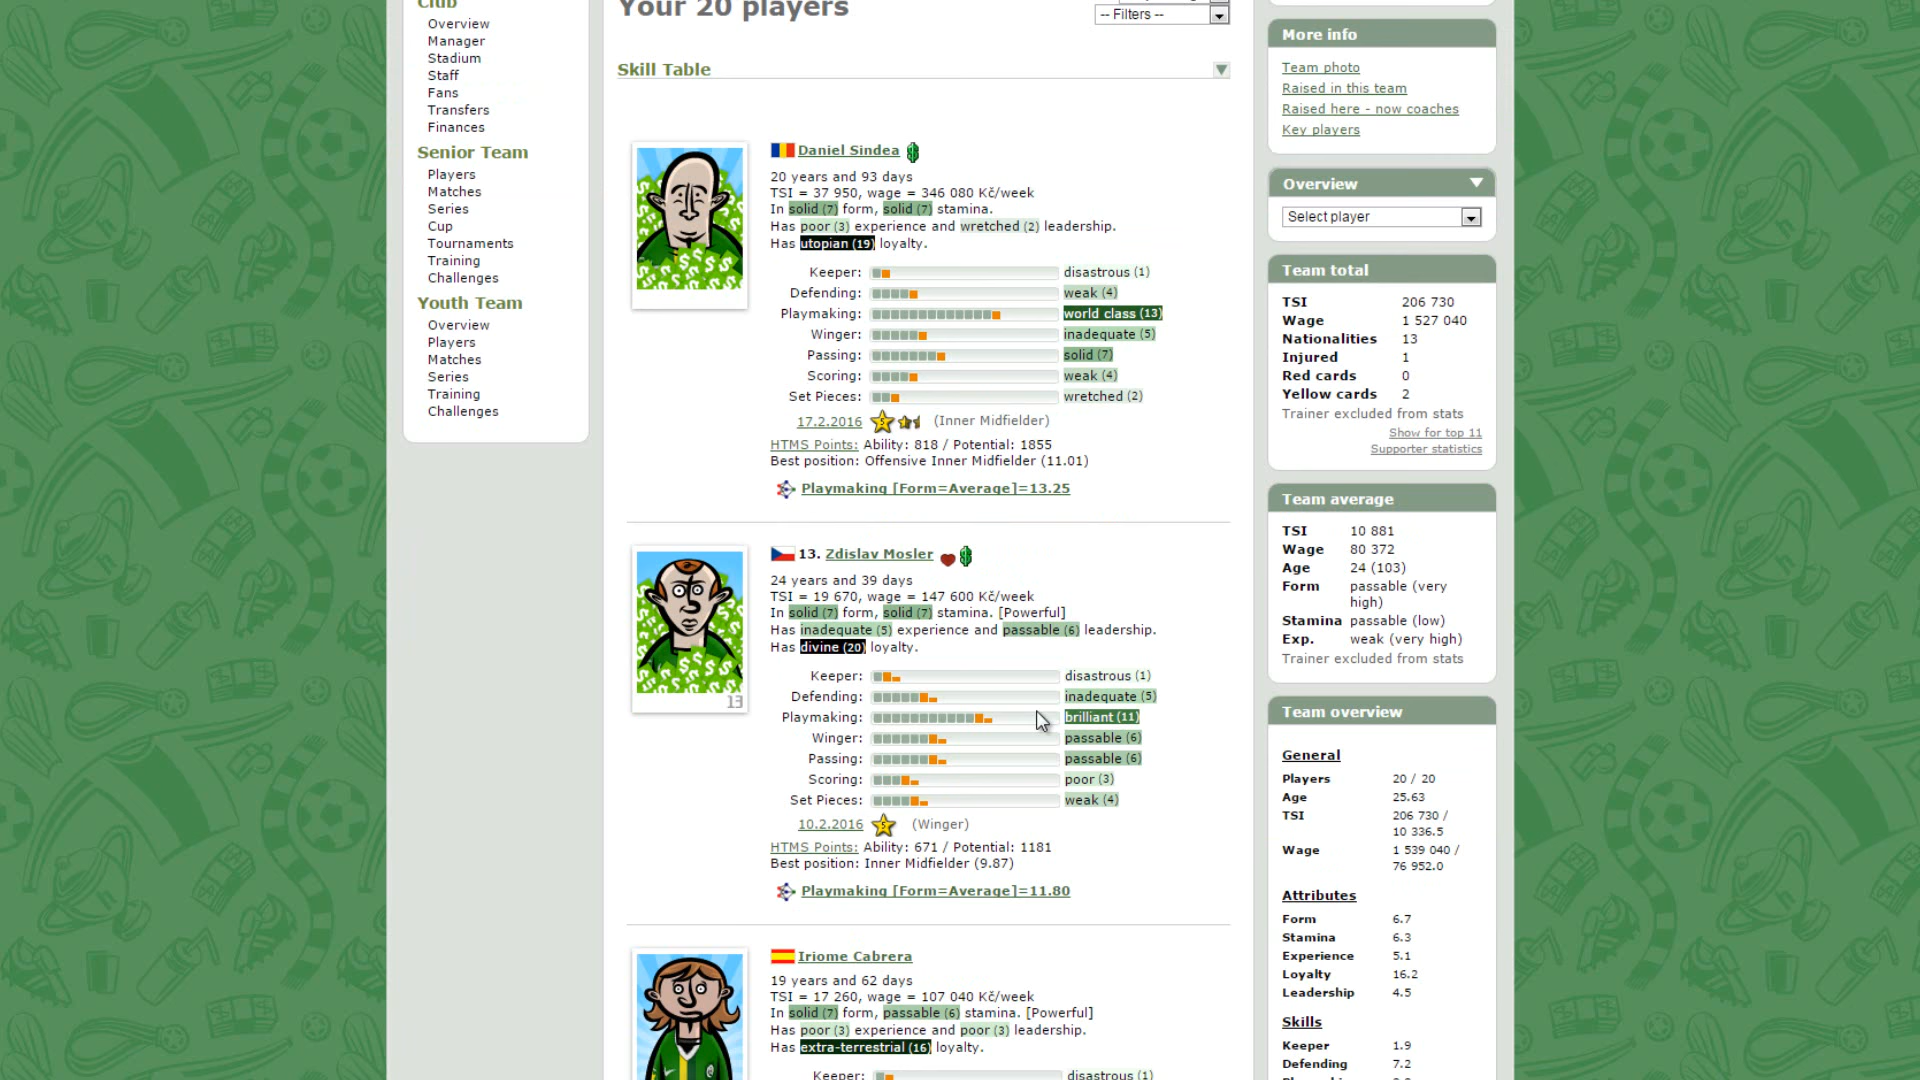 Club
Overview
Manager
Stadium
Staff
Fans
Transfers
Finances
Senior Team
Players
Matches
Series
Cup
Tournaments
Training
Challenges
Youth Team
Overview
Players
Matches
Series
Training
Challenges
Your 20 players
-- Filters --
Skill Table
Daniel Sindea
20 years and 93 days
TSI = 37 950, wage = 346 080 Kč/week
In solid (7) form, solid (7) stamina.
Has poor (3) experience and wretched (2) leadership.
Has utopian (19) loyalty.
Keeper: disastrous (1)
Defending: weak (4)
Playmaking: world class (13)
Winger: inadequate (5)
Passing: solid (7)
Scoring: weak (4)
Set Pieces: wretched (2)
17.2.2016 5 (Inner Midfielder)
HTMS Points: Ability: 818 / Potential: 1855
Best position: Offensive Inner Midfielder (11.01)
Playmaking [Form=Average]=13.25
13. Zdislav Mosler
24 years and 39 days
TSI = 19 670, wage = 147 600 Kč/week
In solid (7) form, solid (7) stamina. [Powerful]
Has inadequate (5) experience and passable (6) leadership.
Has divine (20) loyalty.
13
Keeper: disastrous (1)
Defending: inadequate (5)
Playmaking: brilliant (11)
Winger: passable (6)
Passing: passable (6)
Scoring: poor (3)
Set Pieces: weak (4)
10.2.2016 5 (Winger)
HTMS Points: Ability: 671 / Potential: 1181
Best position: Inner Midfielder (9.87)
Playmaking [Form=Average]=11.80
Iriome Cabrera
19 years and 62 days
TSI = 17 260, wage = 107 040 Kč/week
In solid (7) form, passable (6) stamina. [Powerful]
Has poor (3) experience and poor (3) leadership.
Has extra-terrestrial (16) loyalty.
Keeper: disastrous (1)
More info
Team photo
Raised in this team
Raised here - now coaches
Key players
Overview
Select player
Team total
TSI 206 730
Wage 1 527 040
Nationalities 13
Injured 1
Red cards 0
Yellow cards 2
Trainer excluded from stats
Show for top 11
Supporter statistics
Team average
TSI 10 881
Wage 80 372
Age 24 (103)
Form passable (very
high)
Stamina passable (low)
Exp. weak (very high)
Trainer excluded from stats
Team overview
General
Players 20 / 20
Age 25.63
TSI 206 730 /
10 336.5
Wage 1 539 040 /
76 952.0
Attributes
Form 6.7
Stamina 6.3
Experience 5.1
Loyalty 16.2
Leadership 4.5
Skills
Keeper 1.9
Defending 7.2